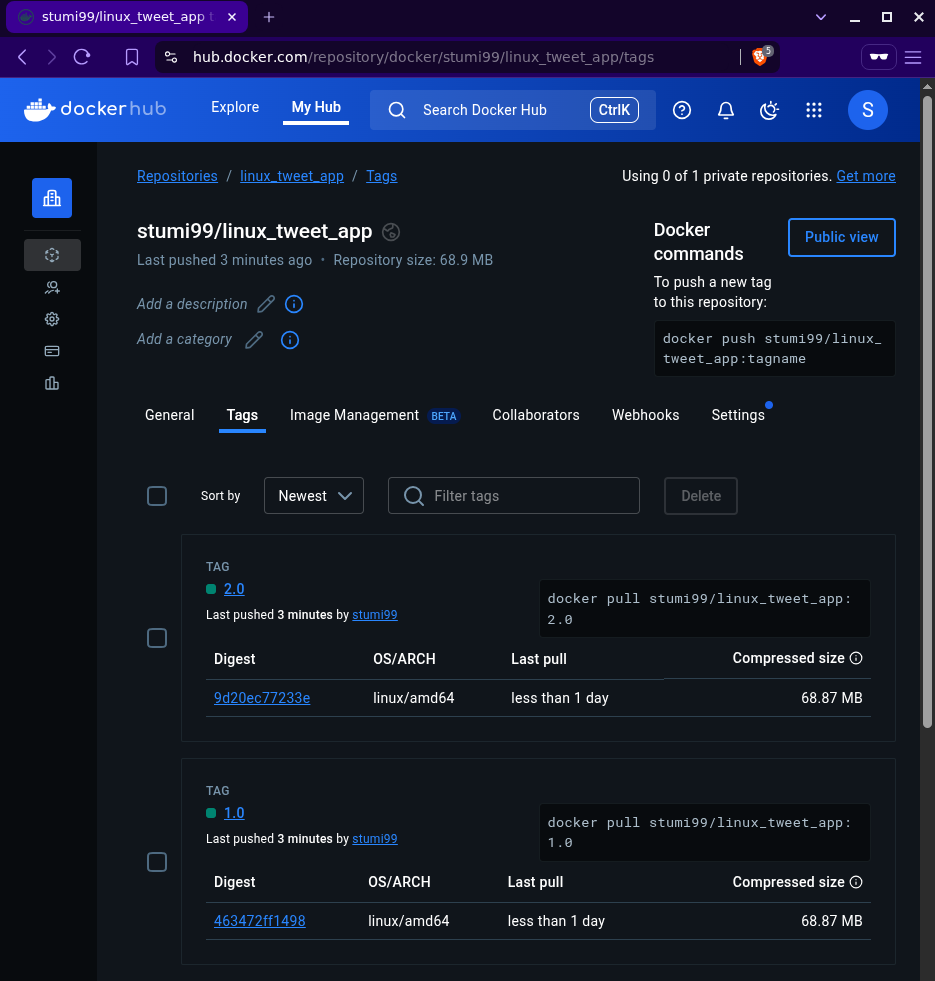 stumi99/linux_tweet_app t
hub.docker.com/repository/docker/stumi99/linux_tweet_app/tags
5
dockerhub
Explore
My Hub
Search Docker Hub
CtrlK
S
Repositories / linux_tweet_app / Tags
Using 0 of 1 private repositories. Get more
stumi99/linux_tweet_app
Last pushed 3 minutes ago • Repository size: 68.9 MB
Add a description
Add a category
Docker
commands
Public view
To push a new tag
to this repository:
docker push stumi99/linux_
tweet_app:tagname
General Tags Image Management BETA Collaborators Webhooks Settings
Sort by Newest Filter tags Delete
TAG
2.0
Last pushed 3 minutes by stumi99
docker pull stumi99/linux_tweet_app:
2.0
Digest OS/ARCH Last pull Compressed size
9d20ec77233e linux/amd64 less than 1 day 68.87 MB
TAG
1.0
Last pushed 3 minutes by stumi99
docker pull stumi99/linux_tweet_app:
1.0
Digest OS/ARCH Last pull Compressed size
463472ff1498 linux/amd64 less than 1 day 68.87 MB